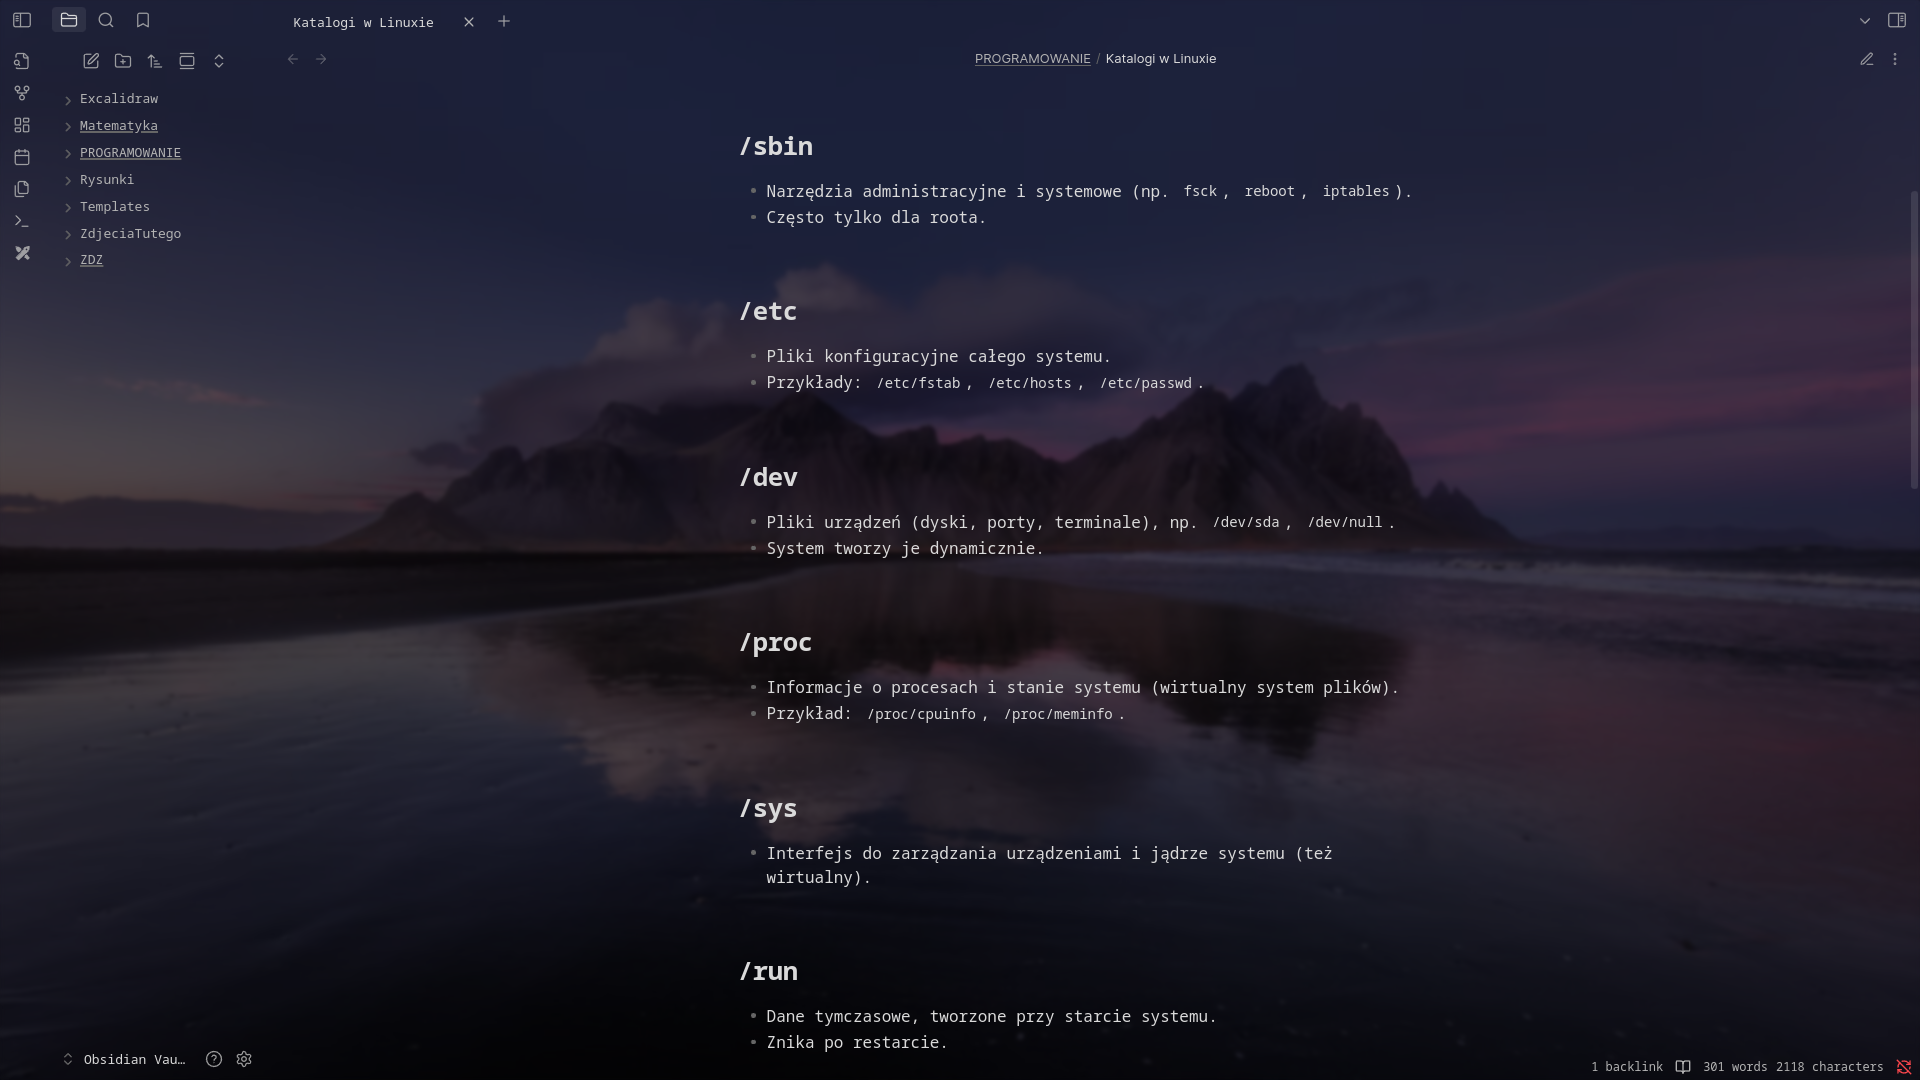 Katalogi w Linuxie
PROGRAMOWANIE / Katalogi w Linuxie
Excalidraw
Matematyka
PROGRAMOWANIE
Rysunki
Templates
ZdjeciaTutego
ZDZ
/sbin
Narzędzia administracyjne i systemowe (np. fsck, reboot, iptables).
Często tylko dla roota.
/etc
Pliki konfiguracyjne całego systemu.
Przykłady: /etc/fstab, /etc/hosts, /etc/passwd.
/dev
Pliki urządzeń (dyski, porty, terminale), np. /dev/sda, /dev/null.
System tworzy je dynamicznie.
/proc
Informacje o procesach i stanie systemu (wirtualny system plików).
Przykład: /proc/cpuinfo, /proc/meminfo.
/sys
Interfejs do zarządzania urządzeniami i jądrze systemu (też
wirtualny).
/run
Dane tymczasowe, tworzone przy starcie systemu.
Znika po restarcie.
Obsidian Vau…
1 backlink 301 words 2118 characters